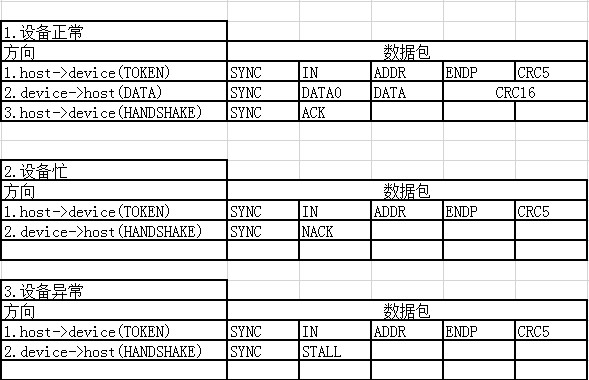 1.设备正常
方向 数据包
1.host->device(TOKEN) SYNC IN ADDR ENDP CRC5
2.device->host(DATA) SYNC DATA0 DATA CRC16
3.host->device(HANDSHAKE) SYNC ACK
2.设备忙
方向 数据包
1.host->device(TOKEN) SYNC IN ADDR ENDP CRC5
2.device->host(HANDSHAKE) SYNC NACK
3.设备异常
方向 数据包
1.host->device(TOKEN) SYNC IN ADDR ENDP CRC5
2.device->host(HANDSHAKE) SYNC STALL